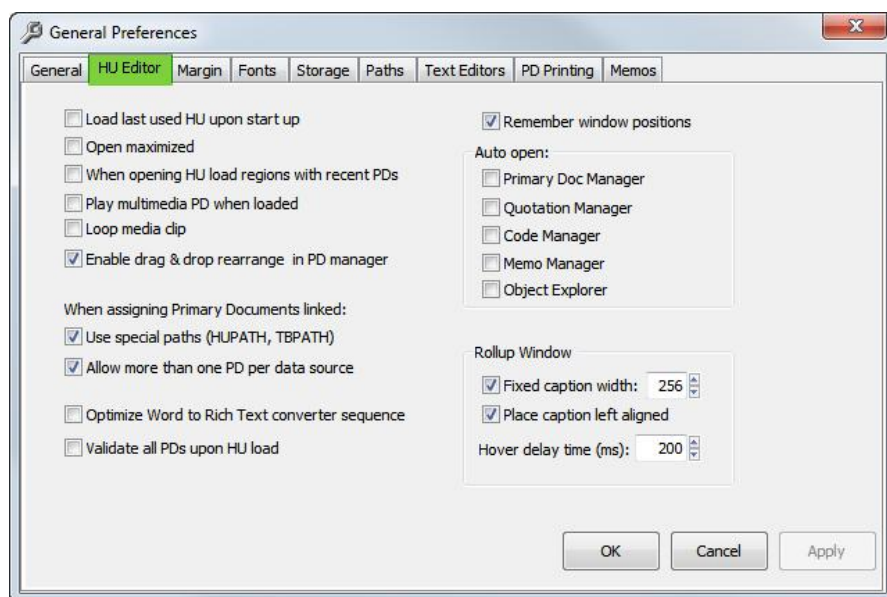 General Preferences
General HU Editor Margin Fonts Storage Paths Text Editors PD Printing Memos
Load last used HU upon start up
Open maximized
When opening HU load regions with recent PDs
Play multimedia PD when loaded
Loop media clip
Enable drag & drop rearrange in PD manager
When assigning Primary Documents linked:
Use special paths (HUPATH, TBPATH)
Allow more than one PD per data source
Optimize Word to Rich Text converter sequence
Validate all PDs upon HU load
Remember window positions
Auto open:
Primary Doc Manager
Quotation Manager
Code Manager
Memo Manager
Object Explorer
Rollup Window
Fixed caption width: 256
Place caption left aligned
Hover delay time (ms): 200
OK Cancel Apply